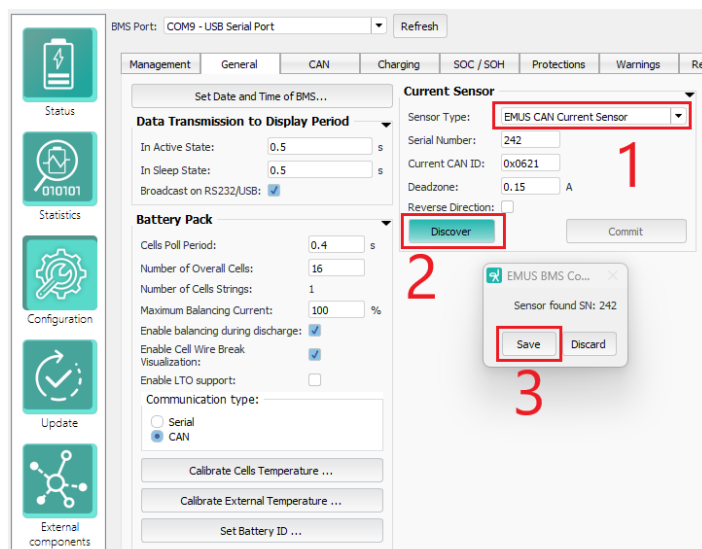 BMS Port: COM9 - USB Serial Port Refresh
Management General CAN Charging SOC / SOH Protections Warnings Re
Status
010101
Statistics
Configuration
Update
External
components
Set Date and Time of BMS...
Data Transmission to Display Period
In Active State: 0.5 s
In Sleep State: 0.5 s
Broadcast on RS232/USB:
Battery Pack
Cells Poll Period: 0.4 s
Number of Overall Cells: 16
Number of Cells Strings: 1
Maximum Balancing Current: 100 %
Enable balancing during discharge:
Enable Cell Wire Break
Visualization:
Enable LTO support:
Communication type:
Serial
CAN
Calibrate Cells Temperature ...
Calibrate External Temperature ...
Set Battery ID ...
Current Sensor
Sensor Type: EMUS CAN Current Sensor
1
Serial Number: 242
Current CAN ID: 0x0621
Deadzone: 0.15 A
Reverse Direction:
Discover Commit
2
EMUS BMS Co...
Sensor found SN: 242
Save Discard
3